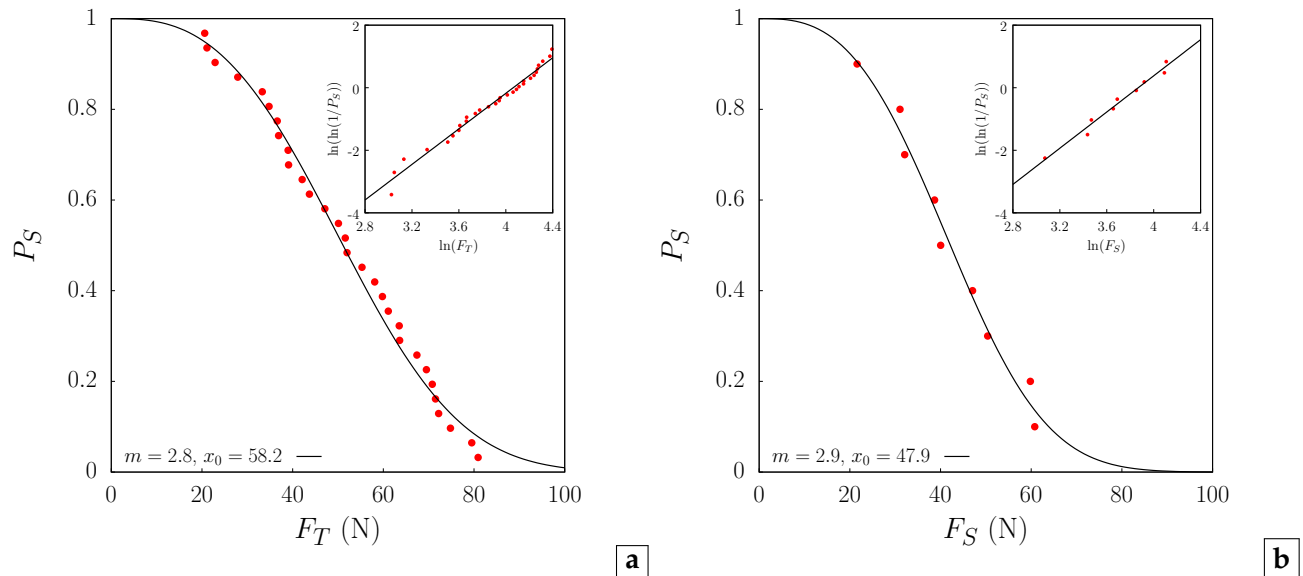 1
0.8
0.6
0.4
0.2
0
P_S
0 20 40 60 80 100
F_T (N)
m = 2.8, x_0 = 58.2
2
0
-2
-4
ln(ln(1/P_S))
2.8 3.2 3.6 4 4.4
ln(F_T)
a
1
0.8
0.6
0.4
0.2
0
P_S
0 20 40 60 80 100
F_S (N)
m = 2.9, x_0 = 47.9
2
0
-2
-4
ln(ln(1/P_S))
2.8 3.2 3.6 4 4.4
ln(F_S)
b